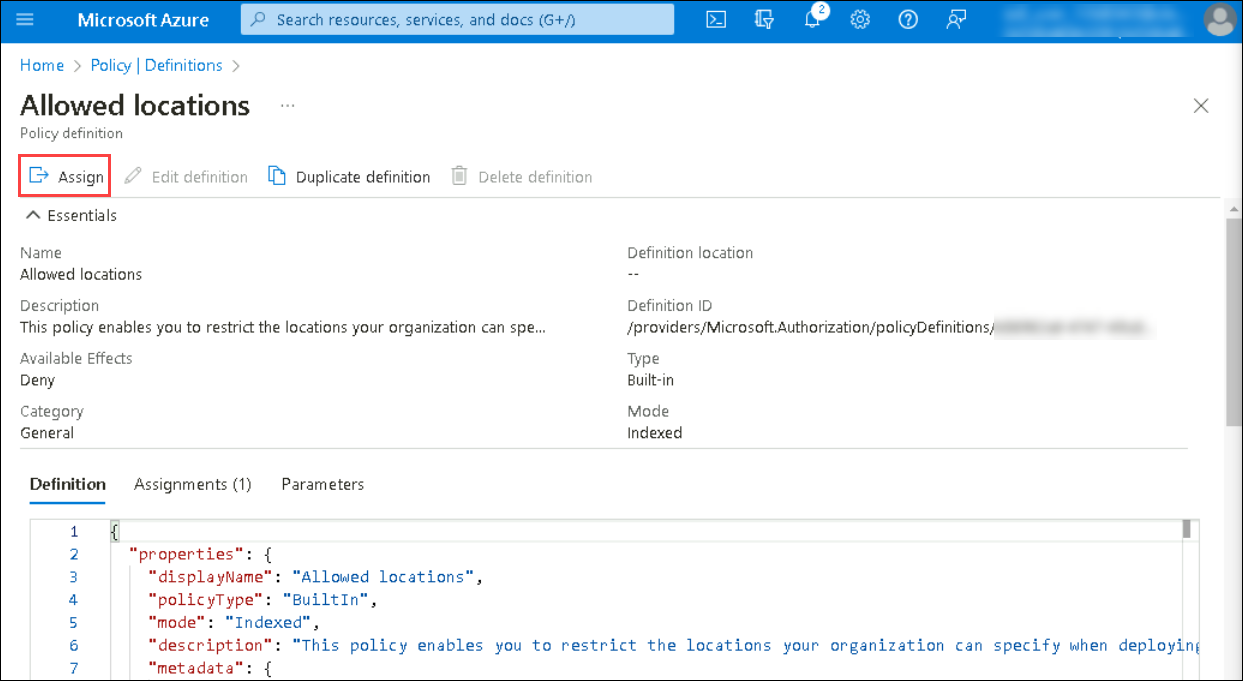 Microsoft Azure
Search resources, services, and docs (G+/)
2
Home > Policy | Definitions >
Allowed locations ...
Policy definition
Assign Edit definition Duplicate definition Delete definition
Essentials
Name
Allowed locations
Definition location
--
Description
This policy enables you to restrict the locations your organization can spe...
Definition ID
/providers/Microsoft.Authorization/policyDefinitions/
Available Effects
Deny
Type
Built-in
Category
General
Mode
Indexed
Definition Assignments (1) Parameters
1 {
2 "properties": {
3 "displayName": "Allowed locations",
4 "policyType": "BuiltIn",
5 "mode": "Indexed",
6 "description": "This policy enables you to restrict the locations your organization can specify when deploying
7 "metadata": {